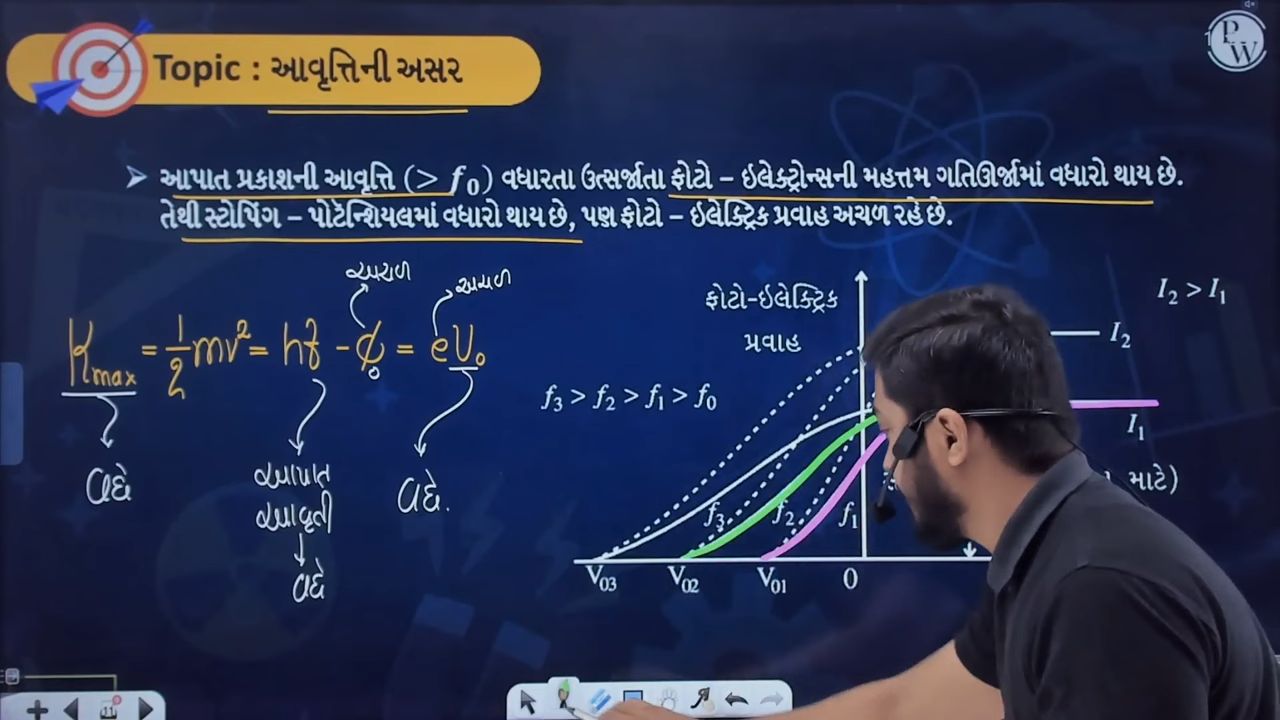 PW
Topic : આવૃત્તિની અસર
➤ આપાત પ્રકાશની આવૃત્તિ (> f₀) વધારતા ઉત્સર્જાતા ફોટો – ઇલેક્ટ્રોન્સની મહત્તમ ગતિઊર્જામાં વધારો થાય છે.
તેથી સ્ટોપિંગ – પોટૅન્શિયલમાં વધારો થાય છે, પણ ફોટો – ઇલેક્ટ્રિક પ્રવાહ અચળ રહે છે.
અચળ
અચળ
Kmax = ½mv² = hf - ϕ₀ = eV₀
વધે
આપાત
આવૃતી
વધે
વધે.
ફોટો-ઇલેક્ટ્રિક
પ્રવાહ
I₂ > I₁
I₂
f₃ > f₂ > f₁ > f₀
I₁
માટે)
f₃ f₂ f₁
V₀₃ V₀₂ V₀₁ 0